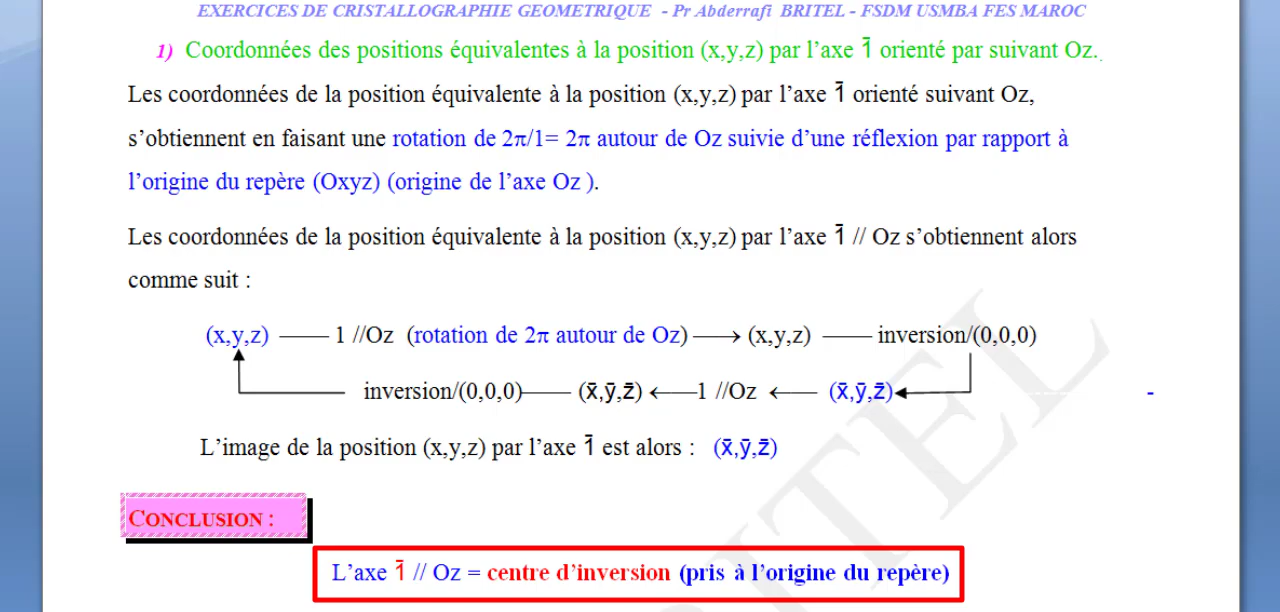 EXERCICES DE CRISTALLOGRAPHIE GEOMETRIQUE - Pr Abderrafi BRITEL - FSDM USMBA FES MAROC
1) Coordonnées des positions équivalentes à la position (x,y,z) par l'axe 1̄ orienté par suivant Oz.
Les coordonnées de la position équivalente à la position (x,y,z) par l'axe 1̄ orienté suivant Oz,
s'obtiennent en faisant une rotation de 2π/1= 2π autour de Oz suivie d'une réflexion par rapport à
l'origine du repère (Oxyz) (origine de l'axe Oz ).
Les coordonnées de la position équivalente à la position (x,y,z) par l'axe 1̄ // Oz s'obtiennent alors
comme suit :
(x,y,z) —— 1 //Oz (rotation de 2π autour de Oz) ⟶ (x,y,z) —— inversion/(0,0,0)
inversion/(0,0,0)—— (x̄,ȳ,z̄) ⟵1 //Oz ⟵ (x̄,ȳ,z̄)
-
L'image de la position (x,y,z) par l'axe 1̄ est alors : (x̄,ȳ,z̄)
CONCLUSION :
L'axe 1̄ // Oz = centre d'inversion (pris à l'origine du repère)
ITEL